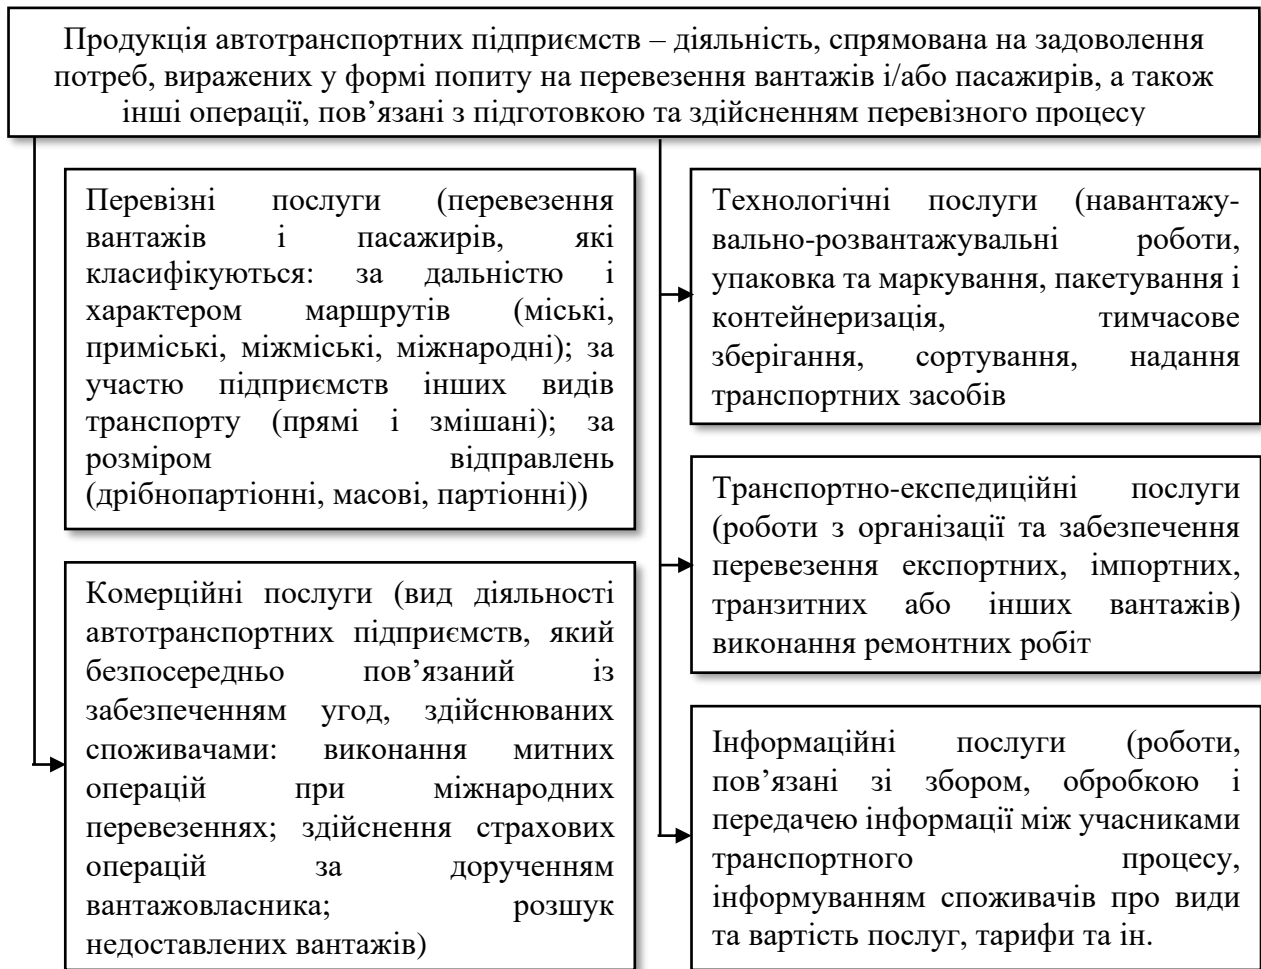 Продукція автотранспортних підприємств – діяльність, спрямована на задоволення
потреб, виражених у формі попиту на перевезення вантажів і/або пасажирів, а також
інші операції, пов’язані з підготовкою та здійсненням перевізного процесу
Перевізні послуги (перевезення
вантажів і пасажирів, які
класифікуються: за дальністю і
характером маршрутів (міські,
приміські, міжміські, міжнародні); за
участю підприємств інших видів
транспорту (прямі і змішані); за
розміром відправлень
(дрібнопартіонні, масові, партіонні))
Комерційні послуги (вид діяльності
автотранспортних підприємств, який
безпосередньо пов’язаний із
забезпеченням угод, здійснюваних
споживачами: виконання митних
операцій при міжнародних
перевезеннях; здійснення страхових
операцій за дорученням
вантажовласника; розшук
недоставлених вантажів)
Технологічні послуги (навантажу-
вально-розвантажувальні роботи,
упаковка та маркування, пакетування і
контейнеризація, тимчасове
зберігання, сортування, надання
транспортних засобів
Транспортно-експедиційні послуги
(роботи з організації та забезпечення
перевезення експортних, імпортних,
транзитних або інших вантажів)
виконання ремонтних робіт
Інформаційні послуги (роботи,
пов’язані зі збором, обробкою і
передачею інформації між учасниками
транспортного процесу,
інформуванням споживачів про види
та вартість послуг, тарифи та ін.